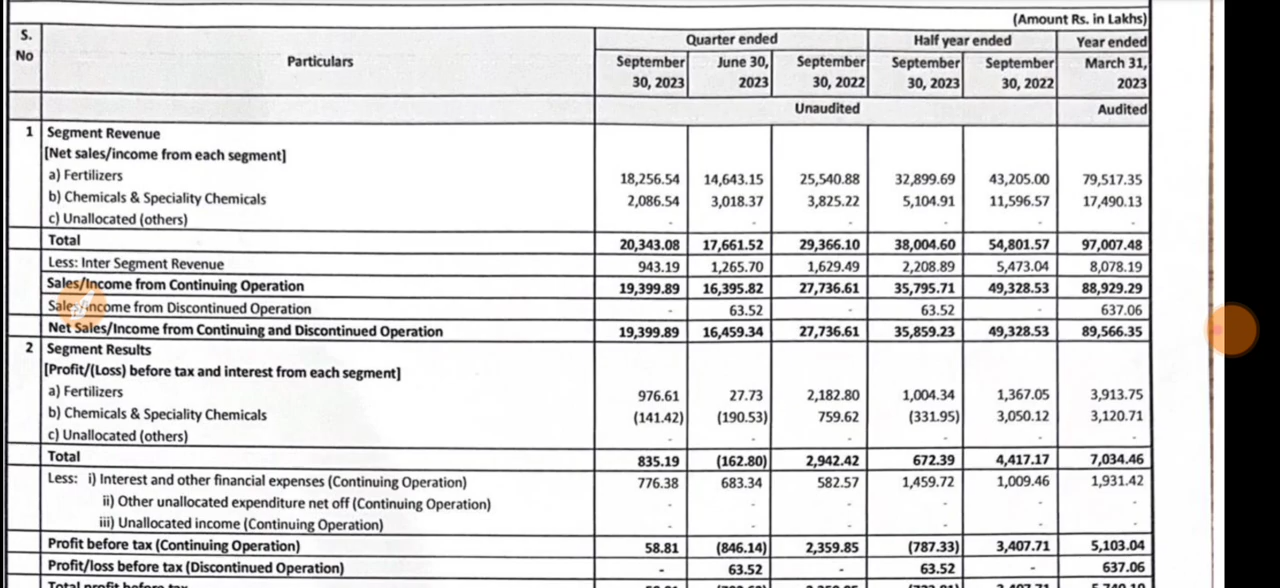 (Amount Rs. in Lakhs)
S. No Particulars Quarter ended Half year ended Year ended
September 30, 2023 June 30, 2023 September 30, 2022 September 30, 2023 September 30, 2022 March 31, 2023
Unaudited Audited
1 Segment Revenue
[Net sales/income from each segment]
a) Fertilizers 18,256.54 14,643.15 25,540.88 32,899.69 43,205.00 79,517.35
b) Chemicals & Speciality Chemicals 2,086.54 3,018.37 3,825.22 5,104.91 11,596.57 17,490.13
c) Unallocated (others) - - - - - -
Total 20,343.08 17,661.52 29,366.10 38,004.60 54,801.57 97,007.48
Less: Inter Segment Revenue 943.19 1,265.70 1,629.49 2,208.89 5,473.04 8,078.19
Sales/Income from Continuing Operation 19,399.89 16,395.82 27,736.61 35,795.71 49,328.53 88,929.29
Sales/Income from Discontinued Operation - 63.52 - 63.52 - 637.06
Net Sales/Income from Continuing and Discontinued Operation 19,399.89 16,459.34 27,736.61 35,859.23 49,328.53 89,566.35
2 Segment Results
[Profit/(Loss) before tax and interest from each segment]
a) Fertilizers 976.61 27.73 2,182.80 1,004.34 1,367.05 3,913.75
b) Chemicals & Speciality Chemicals (141.42) (190.53) 759.62 (331.95) 3,050.12 3,120.71
c) Unallocated (others) - - - - - -
Total 835.19 (162.80) 2,942.42 672.39 4,417.17 7,034.46
Less: i) Interest and other financial expenses (Continuing Operation) 776.38 683.34 582.57 1,459.72 1,009.46 1,931.42
ii) Other unallocated expenditure net off (Continuing Operation) - - - - - -
iii) Unallocated income (Continuing Operation) - - - - - -
Profit before tax (Continuing Operation) 58.81 (846.14) 2,359.85 (787.33) 3,407.71 5,103.04
Profit/loss before tax (Discontinued Operation) - 63.52 - 63.52 - 637.06